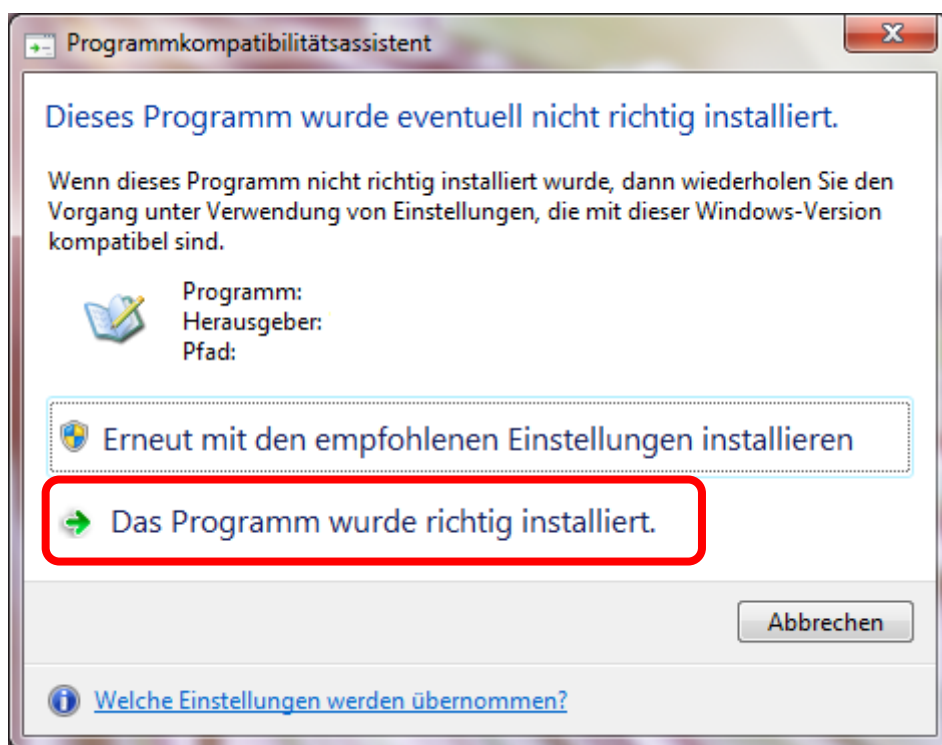 Programmkompatibilitätsassistent
Dieses Programm wurde eventuell nicht richtig installiert.
Wenn dieses Programm nicht richtig installiert wurde, dann wiederholen Sie den
Vorgang unter Verwendung von Einstellungen, die mit dieser Windows-Version
kompatibel sind.
Programm:
Herausgeber:
Pfad:
Erneut mit den empfohlenen Einstellungen installieren
Das Programm wurde richtig installiert.
Abbrechen
Welche Einstellungen werden übernommen?